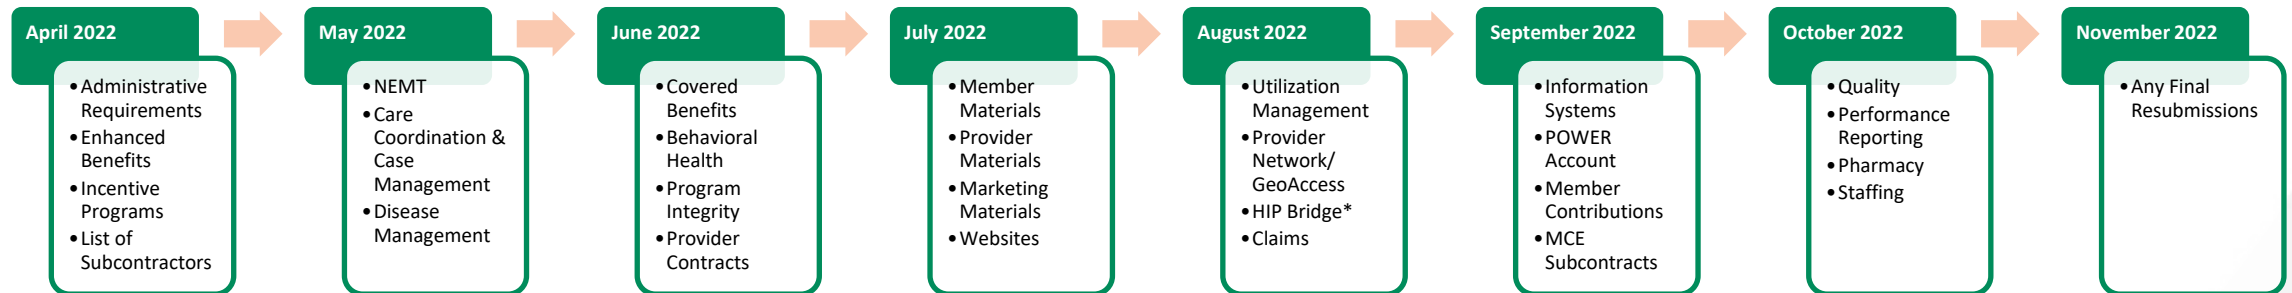 April 2022
•Administrative
Requirements
•Enhanced
Benefits
•Incentive
Programs
•List of
Subcontractors
May 2022
•NEMT
•Care
Coordination &
Case
Management
•Disease
Management
June 2022
•Covered
Benefits
•Behavioral
Health
•Program
Integrity
•Provider
Contracts
July 2022
•Member
Materials
•Provider
Materials
•Marketing
Materials
•Websites
August 2022
•Utilization
Management
•Provider
Network/
GeoAccess
•HIP Bridge*
•Claims
September 2022
•Information
Systems
•POWER
Account
•Member
Contributions
•MCE
Subcontracts
October 2022
•Quality
•Performance
Reporting
•Pharmacy
•Staffing
November 2022
•Any Final
Resubmissions